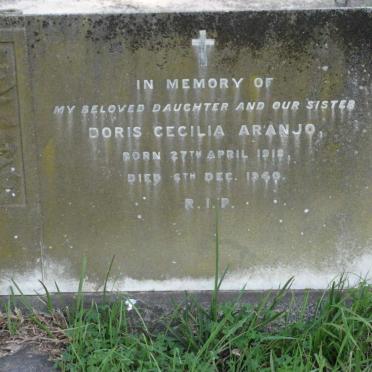 IN MEMORY OF
MY BELOVED DAUGHTER AND OUR SISTER
DORIS CECILIA ARANJO,
BORN 27TH APRIL 1918,
DIED 6TH DEC. 1940.
R.I.P.